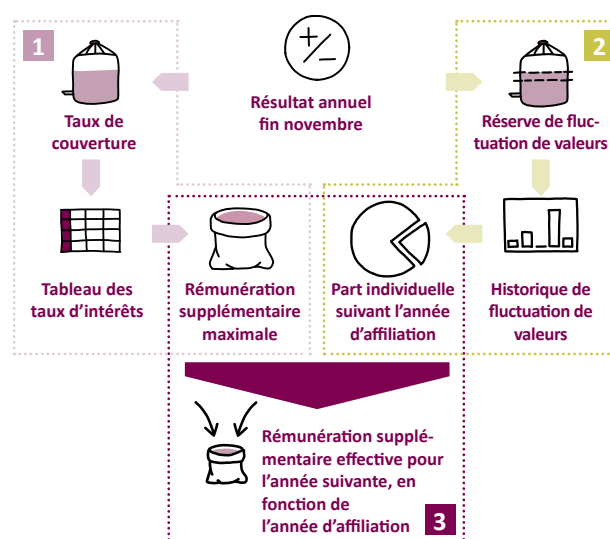 1
2
+/−
Résultat annuel
fin novembre
Taux de
couverture
Réserve de fluc-
tuation de valeurs
Tableau des
taux d'intérêts
Rémunération
supplémentaire
maximale
Part individuelle
suivant l'année
d'affiliation
Historique de
fluctuation de
valeurs
Rémunération supplé-
mentaire effective pour
l'année suivante, en
fonction de
l'année d'affiliation
3